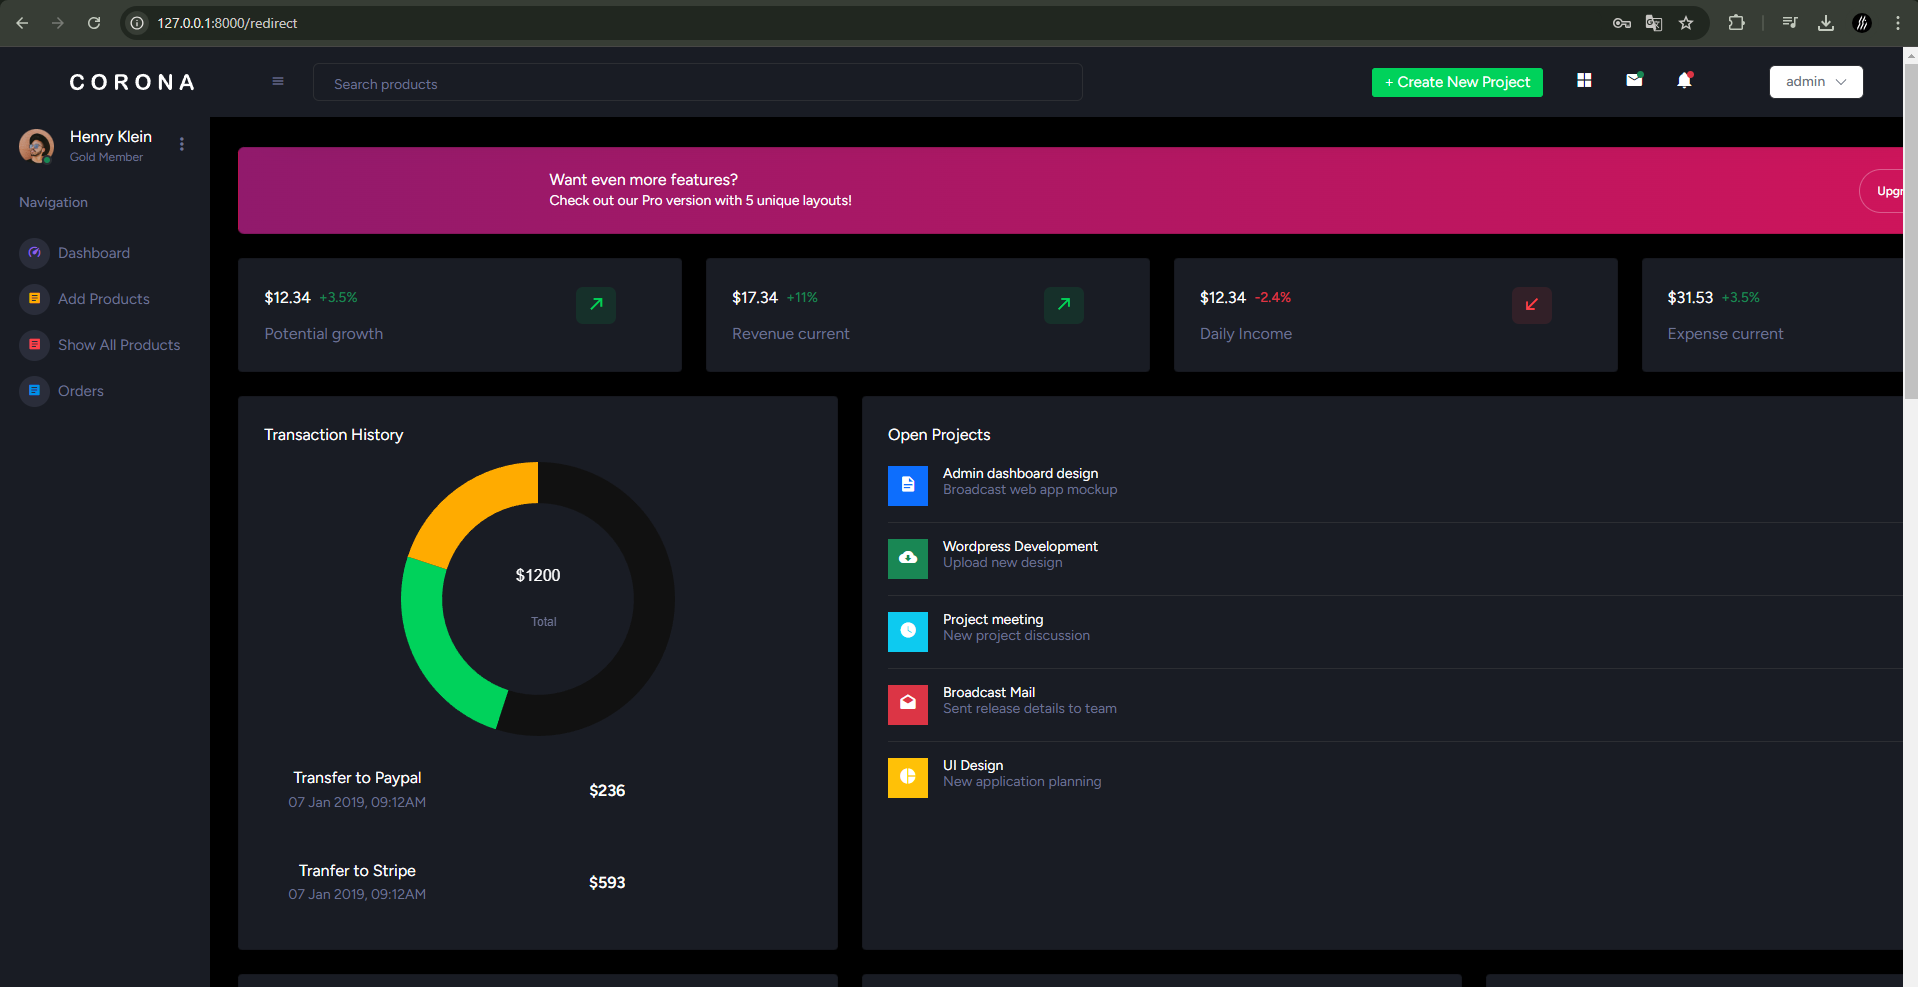 127.0.0.1:8000/redirect
CORONA
Search products
+ Create New Project
admin
Henry Klein
Gold Member
Navigation
Dashboard
Add Products
Show All Products
Orders
Want even more features?
Check out our Pro version with 5 unique layouts!
Upgr
$12.34 +3.5%
Potential growth
$17.34 +11%
Revenue current
$12.34 -2.4%
Daily Income
$31.53 +3.5%
Expense current
Transaction History
$1200
Total
Transfer to Paypal
07 Jan 2019, 09:12AM
$236
Tranfer to Stripe
07 Jan 2019, 09:12AM
$593
Open Projects
Admin dashboard design
Broadcast web app mockup
Wordpress Development
Upload new design
Project meeting
New project discussion
Broadcast Mail
Sent release details to team
UI Design
New application planning